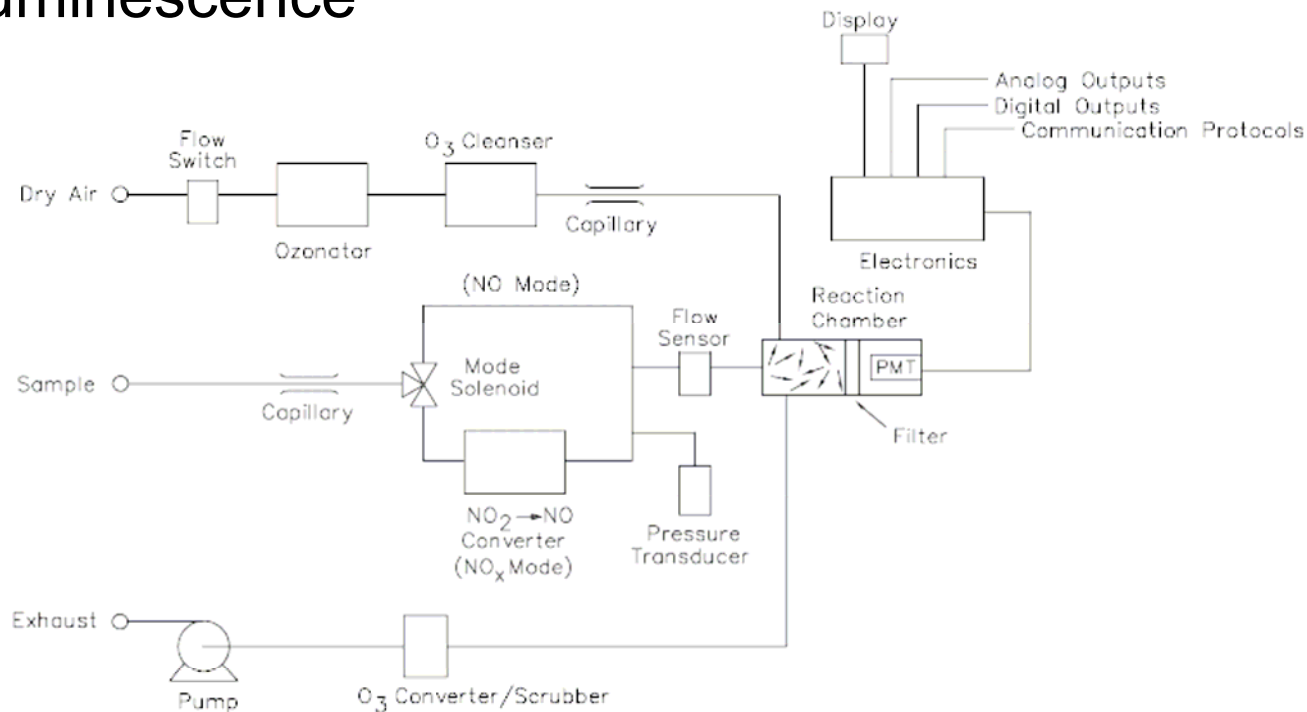 uminescence
Display
Analog Outputs
Digital Outputs
Communication Protocols
Flow
Switch
O3 Cleanser
Dry Air
Capillary
Ozonator
Electronics
(NO Mode)
Reaction
Chamber
Flow
Sensor
Mode
Solenoid
PMT
Sample
Capillary
Filter
NO2→NO
Converter
(NOx Mode)
Pressure
Transducer
Exhaust
Pump
O3 Converter/Scrubber